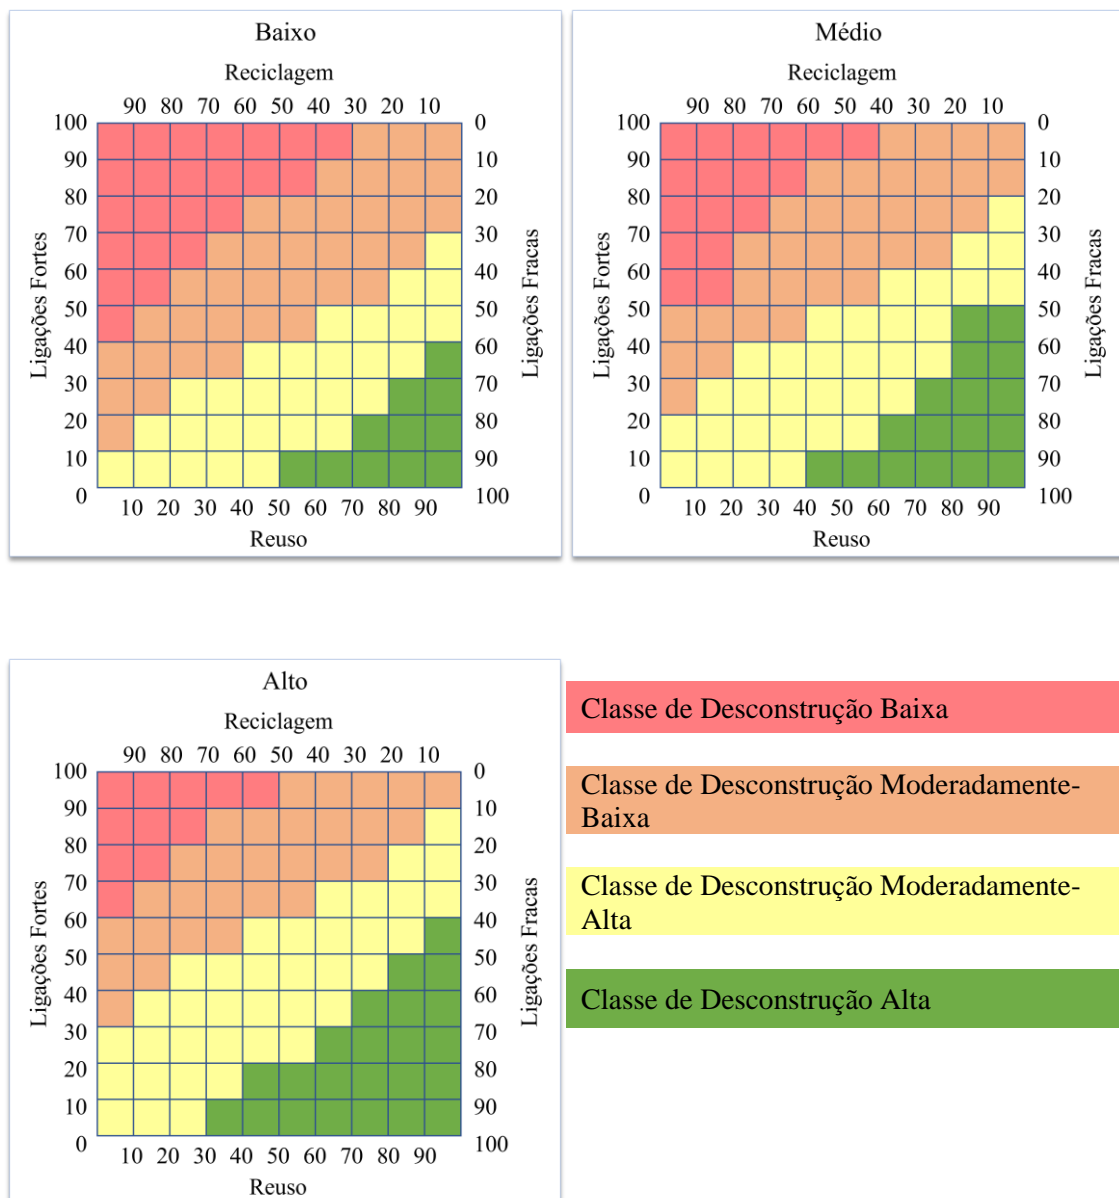 Baixo
Reciclagem
90 80 70 60 50 40 30 20 10
100
90
80
70
60
50
40
30
20
10
0
Ligações Fortes
0
10
20
30
40
50
60
70
80
90
100
Ligações Fracas
10 20 30 40 50 60 70 80 90
Reuso
Médio
Reciclagem
90 80 70 60 50 40 30 20 10
100
90
80
70
60
50
40
30
20
10
0
Ligações Fortes
0
10
20
30
40
50
60
70
80
90
100
Ligações Fracas
10 20 30 40 50 60 70 80 90
Reuso
Alto
Reciclagem
90 80 70 60 50 40 30 20 10
100
90
80
70
60
50
40
30
20
10
0
Ligações Fortes
0
10
20
30
40
50
60
70
80
90
100
Ligações Fracas
10 20 30 40 50 60 70 80 90
Reuso
Classe de Desconstrução Baixa
Classe de Desconstrução Moderadamente-
Baixa
Classe de Desconstrução Moderadamente-
Alta
Classe de Desconstrução Alta